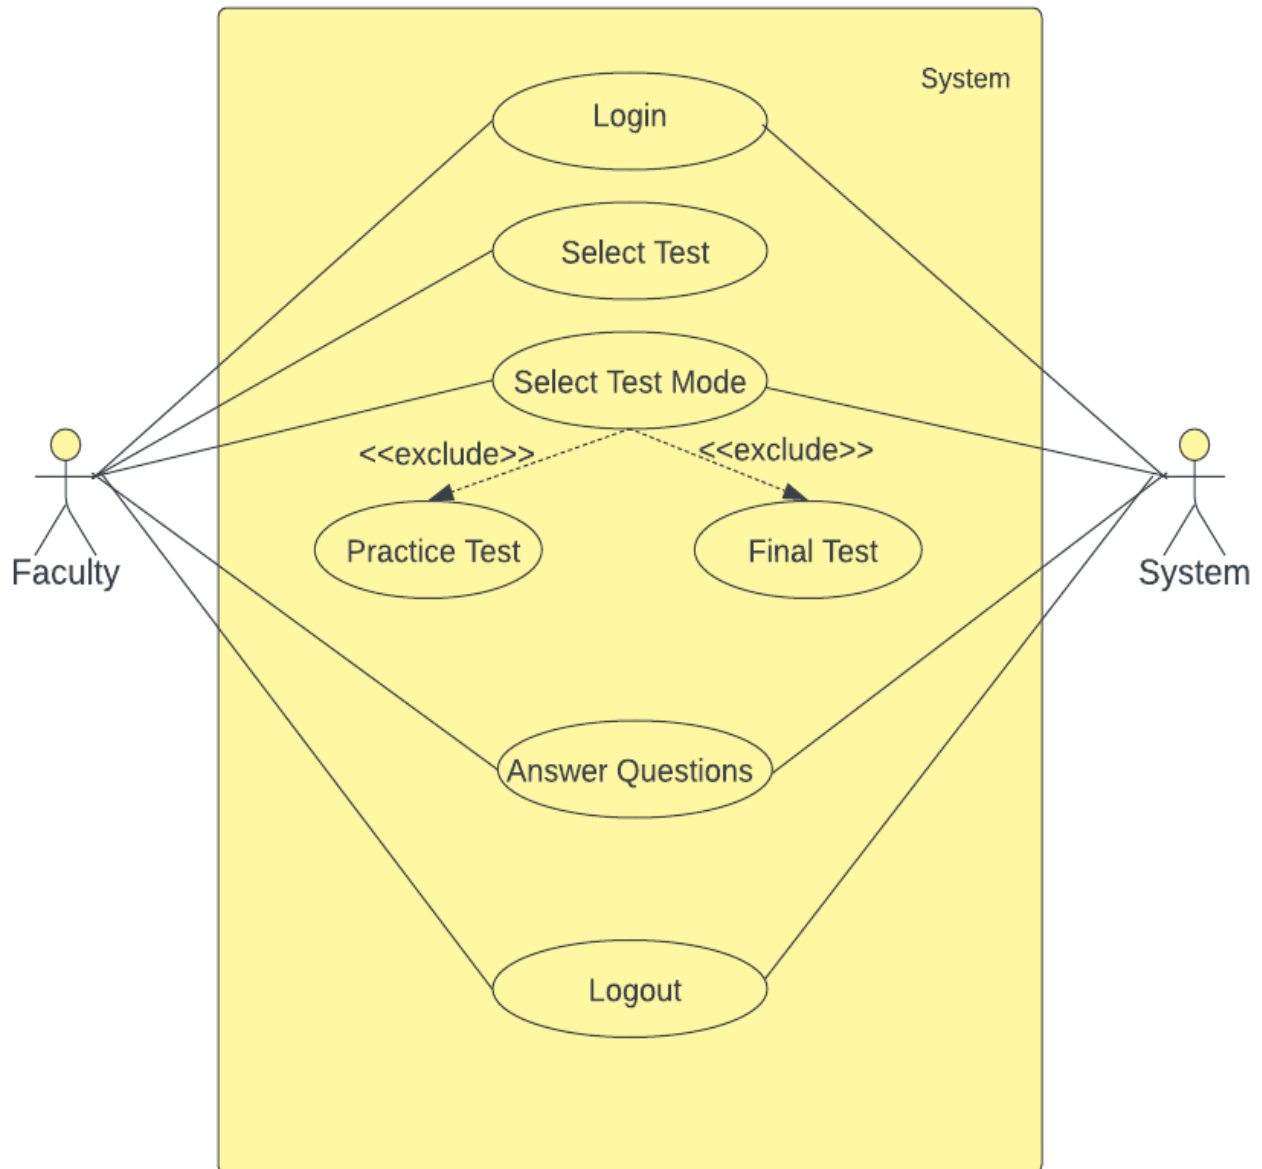 System
Login
Select Test
Select Test Mode
<<exclude>>
<<exclude>>
Practice Test
Final Test
Faculty
System
Answer Questions
Logout